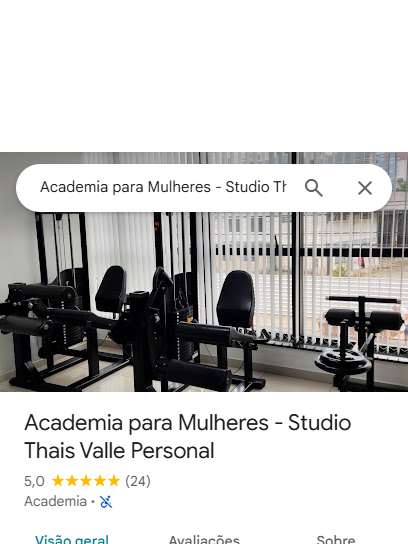 Academia para Mulheres - Studio Th
Academia para Mulheres - Studio
Thais Valle Personal
5,0 (24)
Academia ·
Visão geral
Avaliações
Sobre